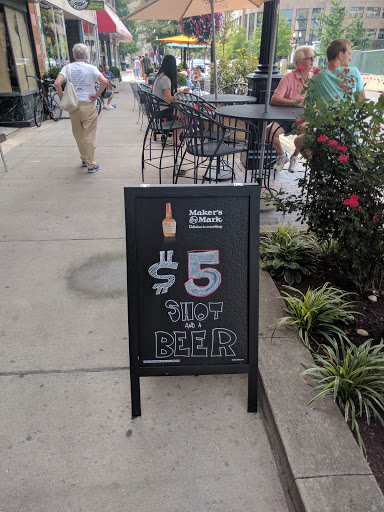 Maker's
Mark
$5
SHOT
AND A
BEER